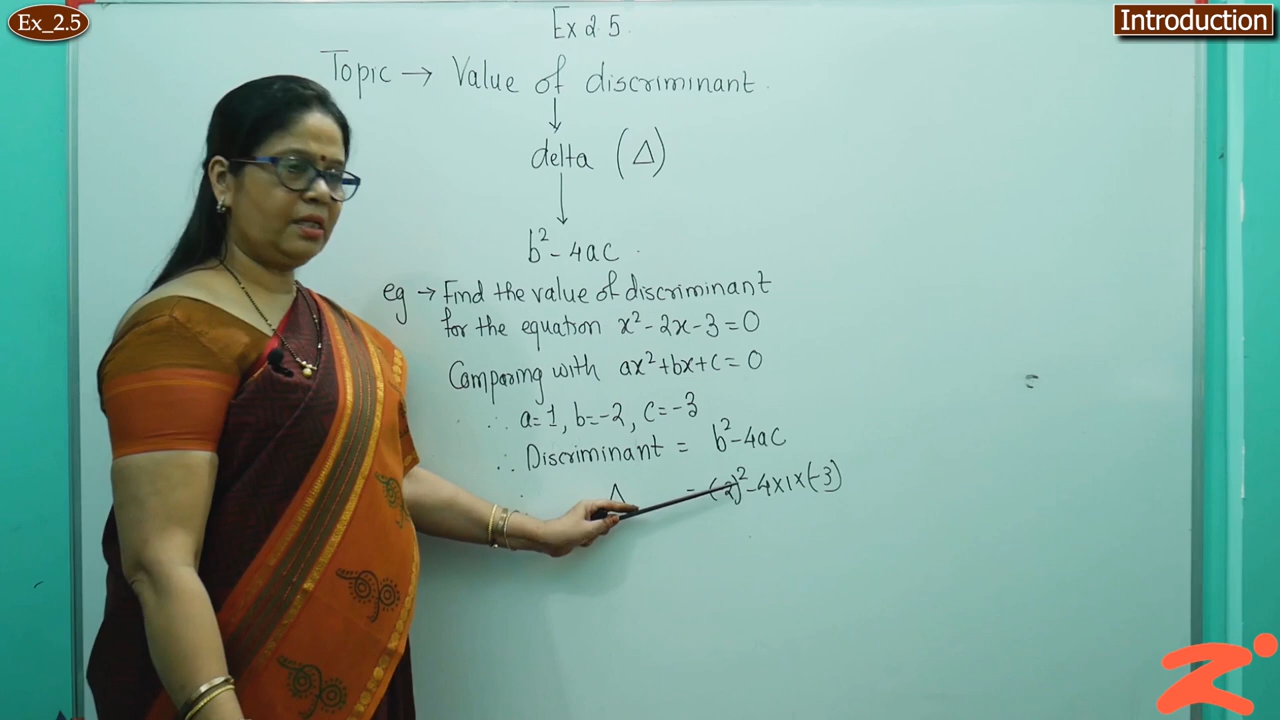 Ex_2.5
Introduction
Ex 2.5
Topic → Value of discriminant
↓
delta (Δ)
↓
b² - 4ac
eg → Find the value of discriminant
for the equation x² - 2x - 3 = 0
Comparing with ax² + bx + c = 0
∴ a=1, b=-2, c=-3
∴ Discriminant = b² - 4ac
Δ = (-2)² - 4×1×(-3)